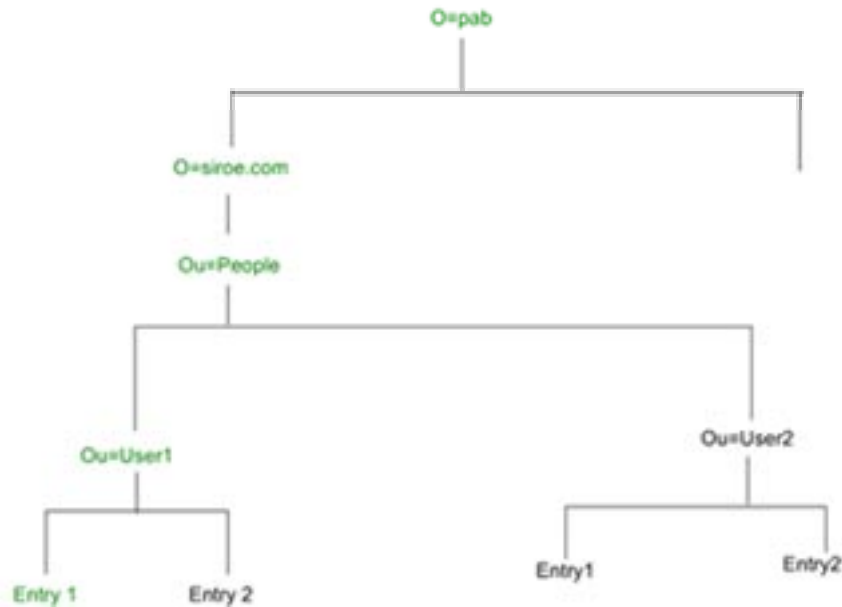 O=pab
O=siroe.com
Ou=People
Ou=User1
Ou=User2
Entry 1
Entry 2
Entry1
Entry2